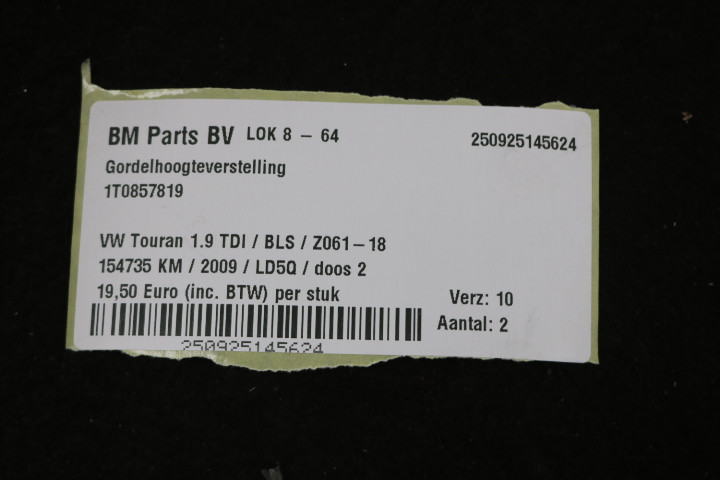 BM Parts BV LOK 8 - 64 250925145624
Gordelhoogteverstelling
1T0857819
VW Touran 1.9 TDI / BLS / Z061-18
154735 KM / 2009 / LD5Q / doos 2
19,50 Euro (inc. BTW) per stuk Verz: 10
Aantal: 2
250925145624